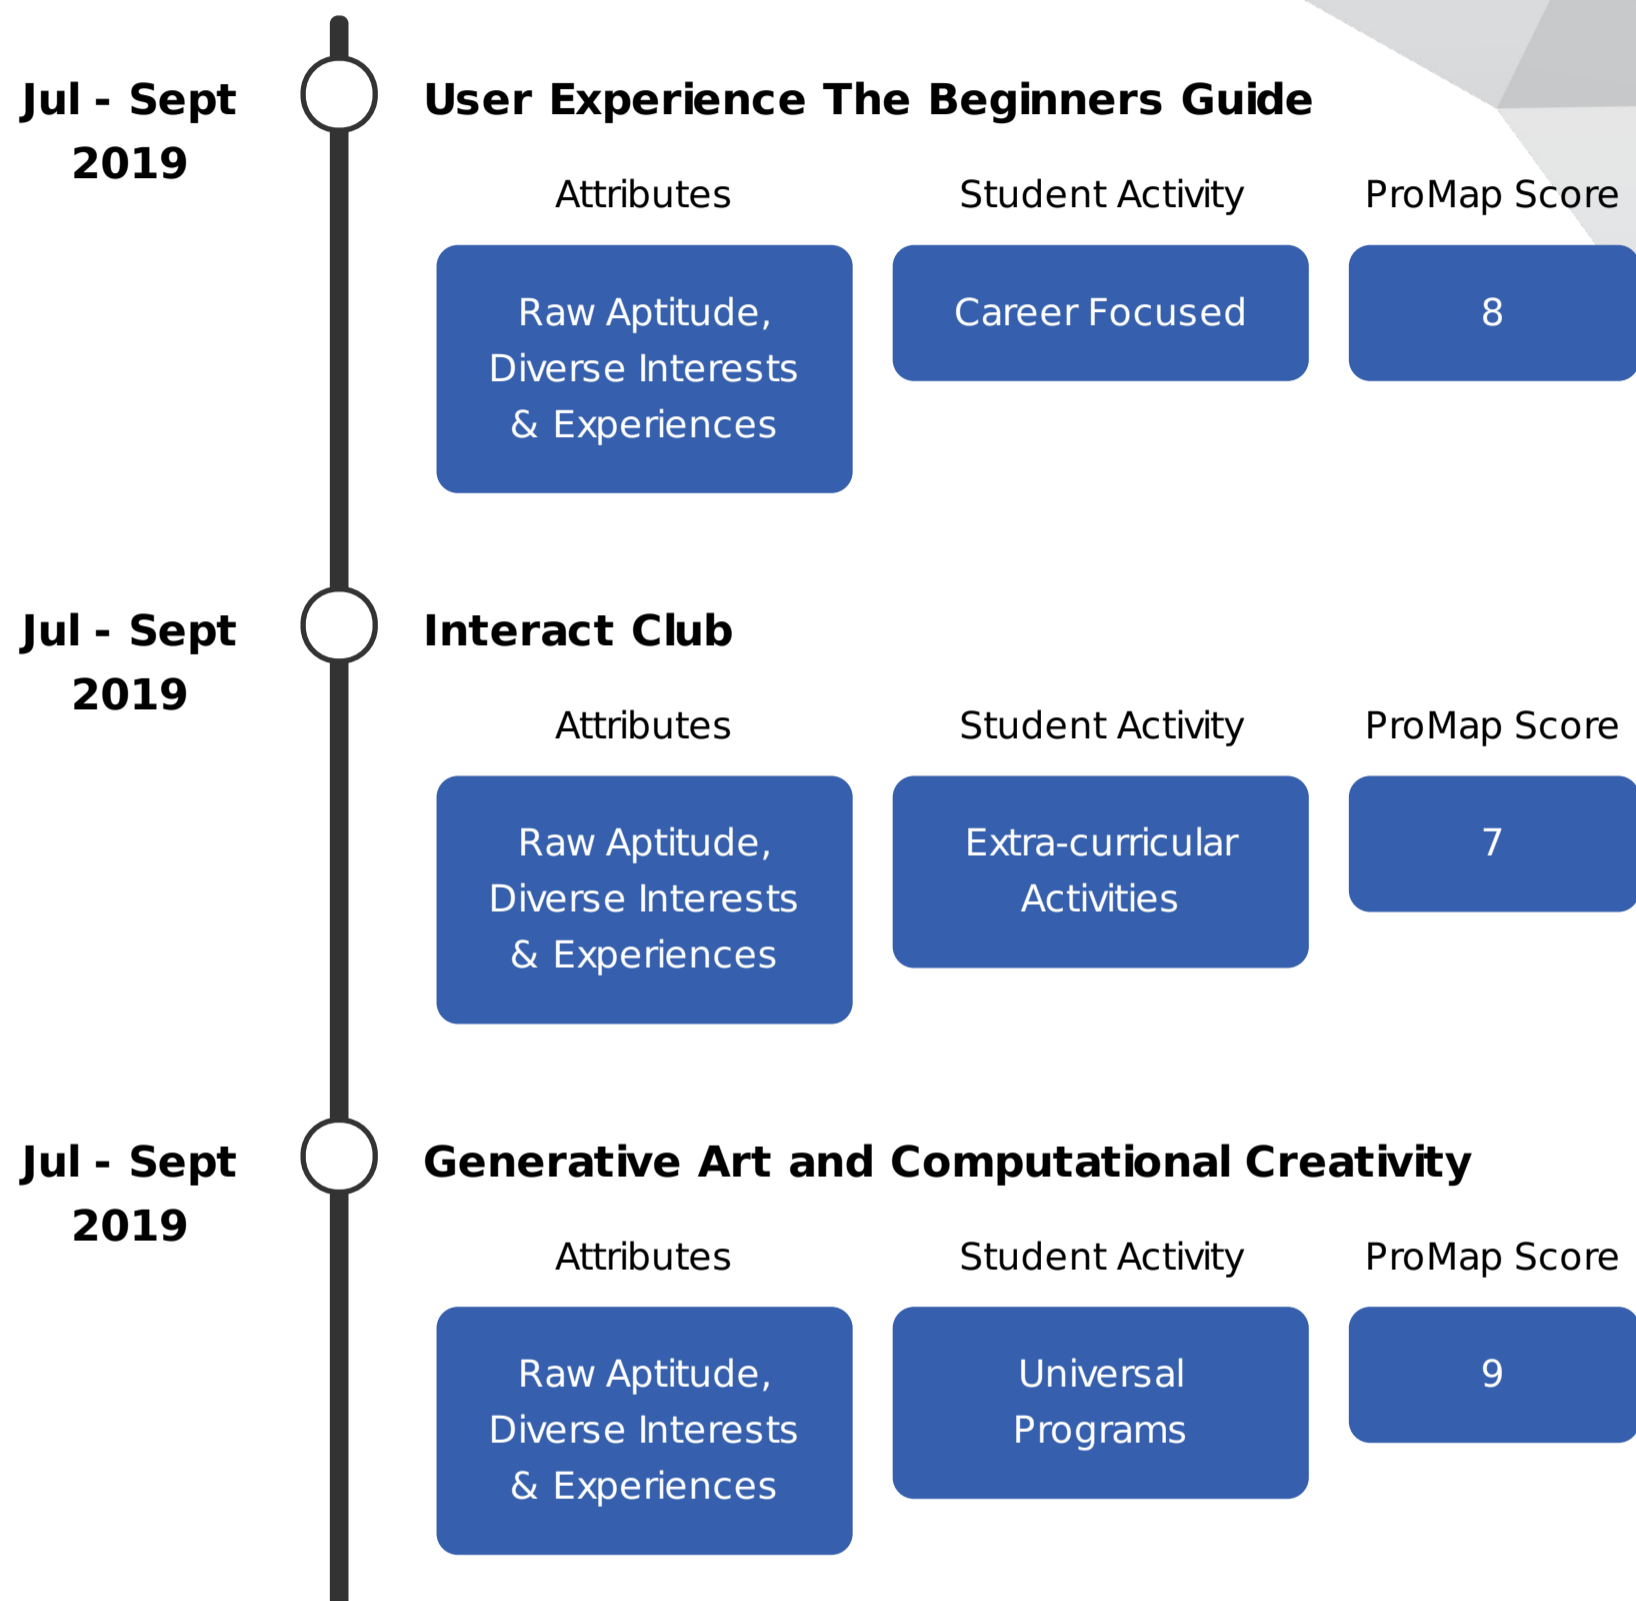 Jul - Sept
2019
User Experience The Beginners Guide
Attributes
Student Activity
ProMap Score
Raw Aptitude,
Diverse Interests
& Experiences
Career Focused
8
Jul - Sept
2019
Interact Club
Attributes
Student Activity
ProMap Score
Raw Aptitude,
Diverse Interests
& Experiences
Extra-curricular
Activities
7
Jul - Sept
2019
Generative Art and Computational Creativity
Attributes
Student Activity
ProMap Score
Raw Aptitude,
Diverse Interests
& Experiences
Universal
Programs
9